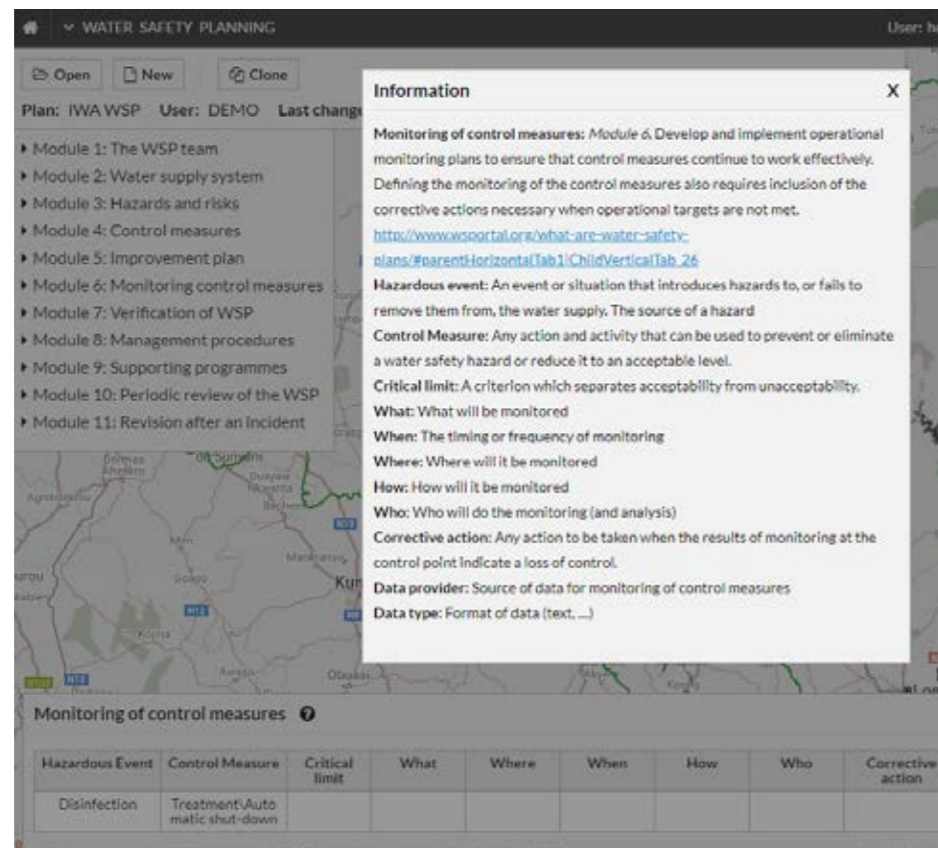 WATER SAFETY PLANNING
User:
Open New Clone
Plan: IWA WSP User: DEMO Last change
Module 1: The WSP team
Module 2: Water supply system
Module 3: Hazards and risks
Module 4: Control measures
Module 5: Improvement plan
Module 6: Monitoring control measures
Module 7: Verification of WSP
Module 8: Management procedures
Module 9: Supporting programmes
Module 10: Periodic review of the WSP
Module 11: Revision after an incident
Information X
Monitoring of control measures: Module 6. Develop and implement operational
monitoring plans to ensure that control measures continue to work effectively.
Defining the monitoring of the control measures also requires inclusion of the
corrective actions necessary when operational targets are not met.
http://www.wsportal.org/what-are-water-safety-
plans/#parentHorizontalTab1|ChildVerticalTab_26
Hazardous event: An event or situation that introduces hazards to, or fails to
remove them from, the water supply. The source of a hazard
Control Measure: Any action and activity that can be used to prevent or eliminate
a water safety hazard or reduce it to an acceptable level.
Critical limit: A criterion which separates acceptability from unacceptability.
What: What will be monitored
When: The timing or frequency of monitoring
Where: Where will it be monitored
How: How will it be monitored
Who: Who will do the monitoring (and analysis)
Corrective action: Any action to be taken when the results of monitoring at the
control point indicate a loss of control.
Data provider: Source of data for monitoring of control measures
Data type: Format of data (text, ...)
Obuasi
Monitoring of control measures
Hazardous Event Control Measure Critical limit What Where When How Who Corrective action
Disinfection Treatment\Auto
matic shut-down